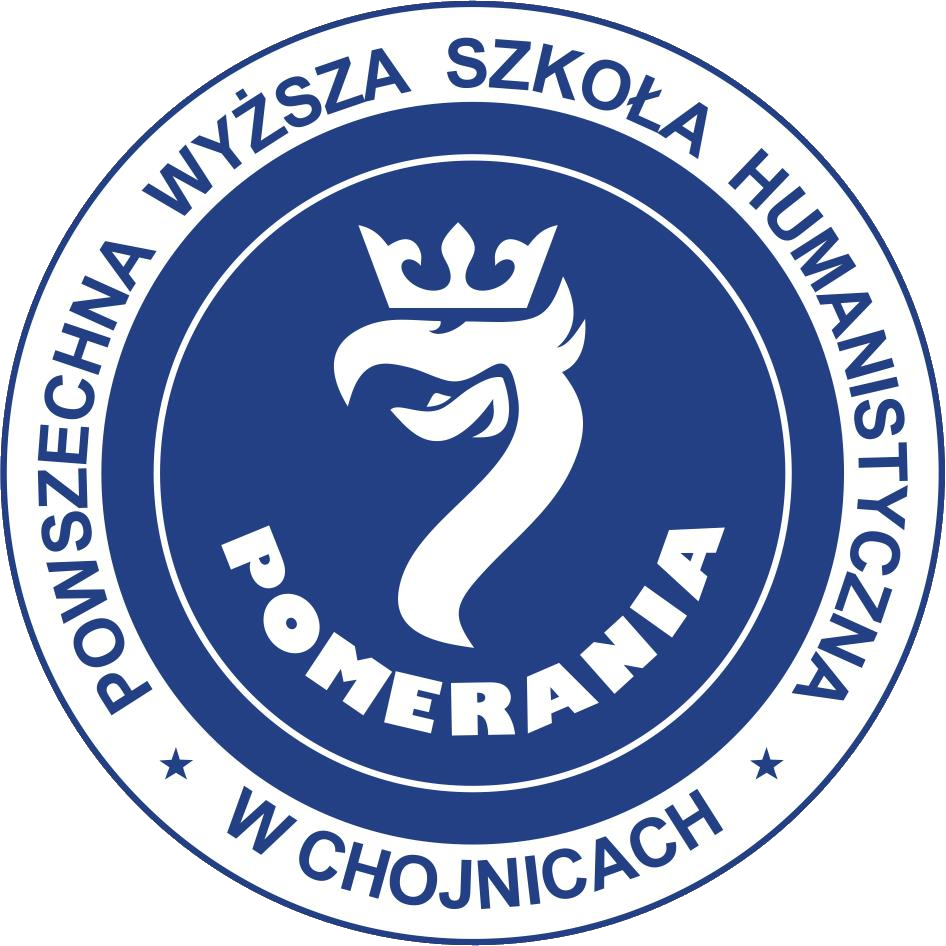 POWSZECHNA WYŻSZA SZKOŁA HUMANISTYCZNA
POMERANIA
W CHOJNICACH